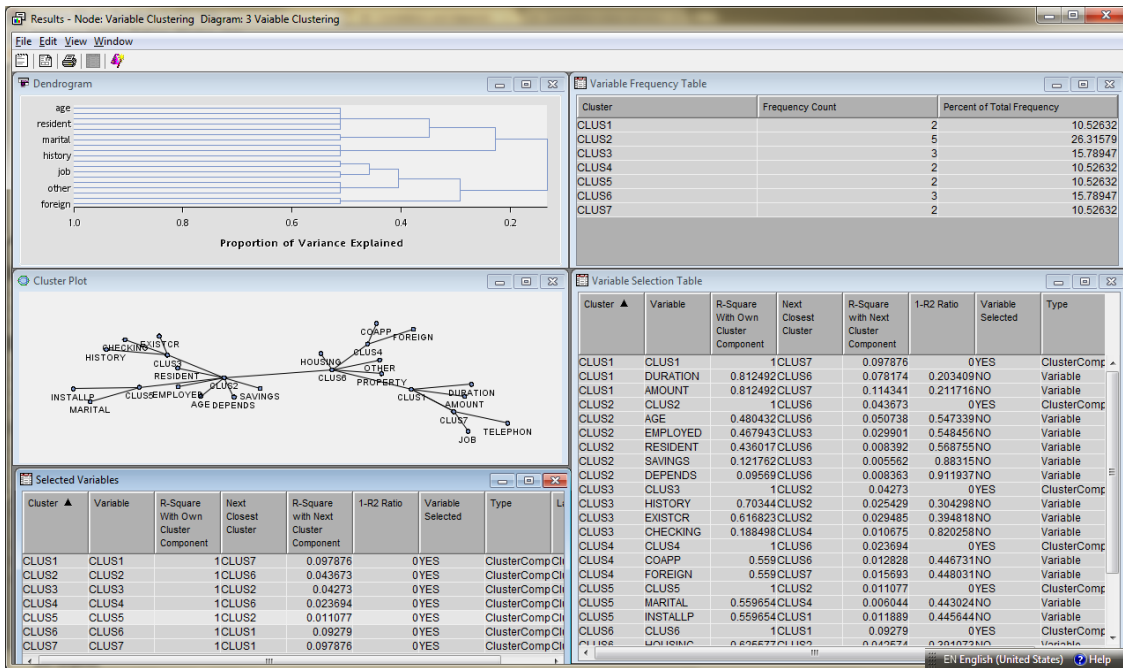 Results - Node: Variable Clustering Diagram: 3 Vaiable Clustering
File Edit View Window
Dendrogram
age
resident
marital
history
job
other
foreign
1.0 0.8 0.6 0.4 0.2
Proportion of Variance Explained
Variable Frequency Table
Cluster Frequency Count Percent of Total Frequency
CLUS1 2 10.52632
CLUS2 5 26.31579
CLUS3 3 15.78947
CLUS4 2 10.52632
CLUS5 2 10.52632
CLUS6 3 15.78947
CLUS7 2 10.52632
Cluster Plot
COAPP
FOREIGN
EXISTCR
CHECKING
HISTORY
CLUS4
HOUSING
CLUS3
OTHER
RESIDENT
CLUS6
PROPERTY
CLUS2
INSTALLP
CLUS5
EMPLOYED
SAVINGS
CLUS1
DURATION
MARITAL
AGE
DEPENDS
AMOUNT
CLUS7
TELEPHON
JOB
Selected Variables
Cluster ▲ Variable R-Square With Own Cluster Component Next Closest Cluster R-Square with Next Cluster Component 1-R2 Ratio Variable Selected Type
CLUS1 CLUS1 1 CLUS7 0.097876 0 YES ClusterComp
CLUS2 CLUS2 1 CLUS6 0.043673 0 YES ClusterComp
CLUS3 CLUS3 1 CLUS2 0.04273 0 YES ClusterComp
CLUS4 CLUS4 1 CLUS6 0.023694 0 YES ClusterComp
CLUS5 CLUS5 1 CLUS2 0.011077 0 YES ClusterComp
CLUS6 CLUS6 1 CLUS1 0.09279 0 YES ClusterComp
CLUS7 CLUS7 1 CLUS1 0.097876 0 YES ClusterComp
Variable Selection Table
Cluster ▲ Variable R-Square With Own Cluster Component Next Closest Cluster R-Square with Next Cluster Component 1-R2 Ratio Variable Selected Type
CLUS1 CLUS1 1 CLUS7 0.097876 0 YES ClusterComp
CLUS1 DURATION 0.812492 CLUS6 0.078174 0.203409 NO Variable
CLUS1 AMOUNT 0.812492 CLUS7 0.114341 0.211716 NO Variable
CLUS2 CLUS2 1 CLUS6 0.043673 0 YES ClusterComp
CLUS2 AGE 0.480432 CLUS6 0.050738 0.547339 NO Variable
CLUS2 EMPLOYED 0.467943 CLUS3 0.029901 0.548456 NO Variable
CLUS2 RESIDENT 0.436017 CLUS6 0.008392 0.568755 NO Variable
CLUS2 SAVINGS 0.121762 CLUS3 0.005562 0.88315 NO Variable
CLUS2 DEPENDS 0.09569 CLUS6 0.008363 0.911937 NO Variable
CLUS3 CLUS3 1 CLUS2 0.04273 0 YES ClusterComp
CLUS3 HISTORY 0.70344 CLUS2 0.025429 0.304298 NO Variable
CLUS3 EXISTCR 0.616823 CLUS2 0.029485 0.394818 NO Variable
CLUS3 CHECKING 0.188498 CLUS4 0.010675 0.820258 NO Variable
CLUS4 CLUS4 1 CLUS6 0.023694 0 YES ClusterComp
CLUS4 COAPP 0.559 CLUS6 0.012828 0.446731 NO Variable
CLUS4 FOREIGN 0.559 CLUS7 0.015693 0.448031 NO Variable
CLUS5 CLUS5 1 CLUS2 0.011077 0 YES ClusterComp
CLUS5 MARITAL 0.559654 CLUS4 0.006044 0.443024 NO Variable
CLUS5 INSTALLP 0.559654 CLUS1 0.011889 0.445644 NO Variable
CLUS6 CLUS6 1 CLUS1 0.09279 0 YES ClusterComp
CLUS6 HOUSING
EN English (United States) Help